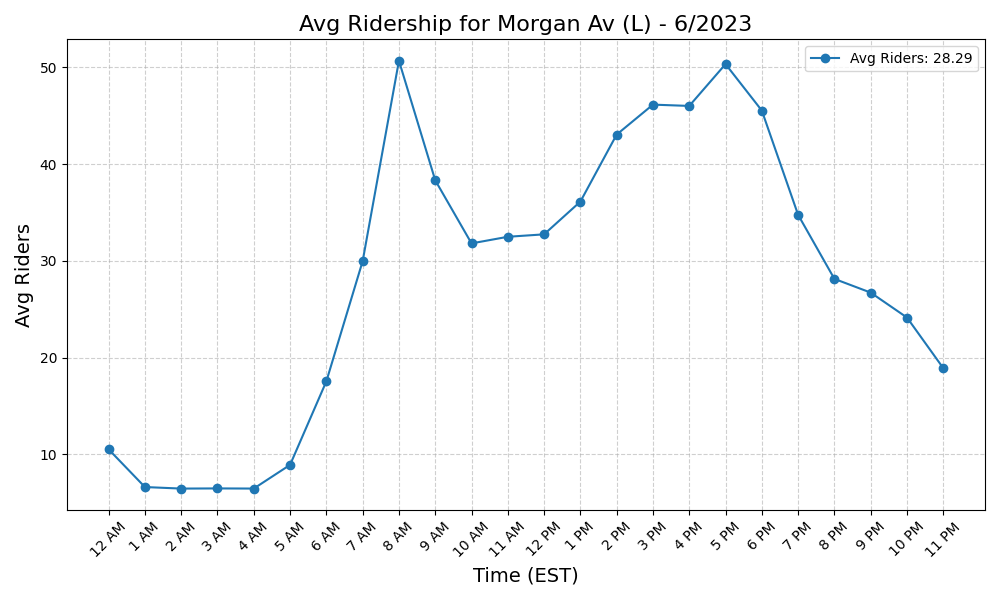 Avg Ridership for Morgan Av (L) - 6/2023
Avg Riders: 28.29
Avg Riders
50
40
30
20
10
12 AM
1 AM
2 AM
3 AM
4 AM
5 AM
6 AM
7 AM
8 AM
9 AM
10 AM
11 AM
12 PM
1 PM
2 PM
3 PM
4 PM
5 PM
6 PM
7 PM
8 PM
9 PM
10 PM
11 PM
Time (EST)